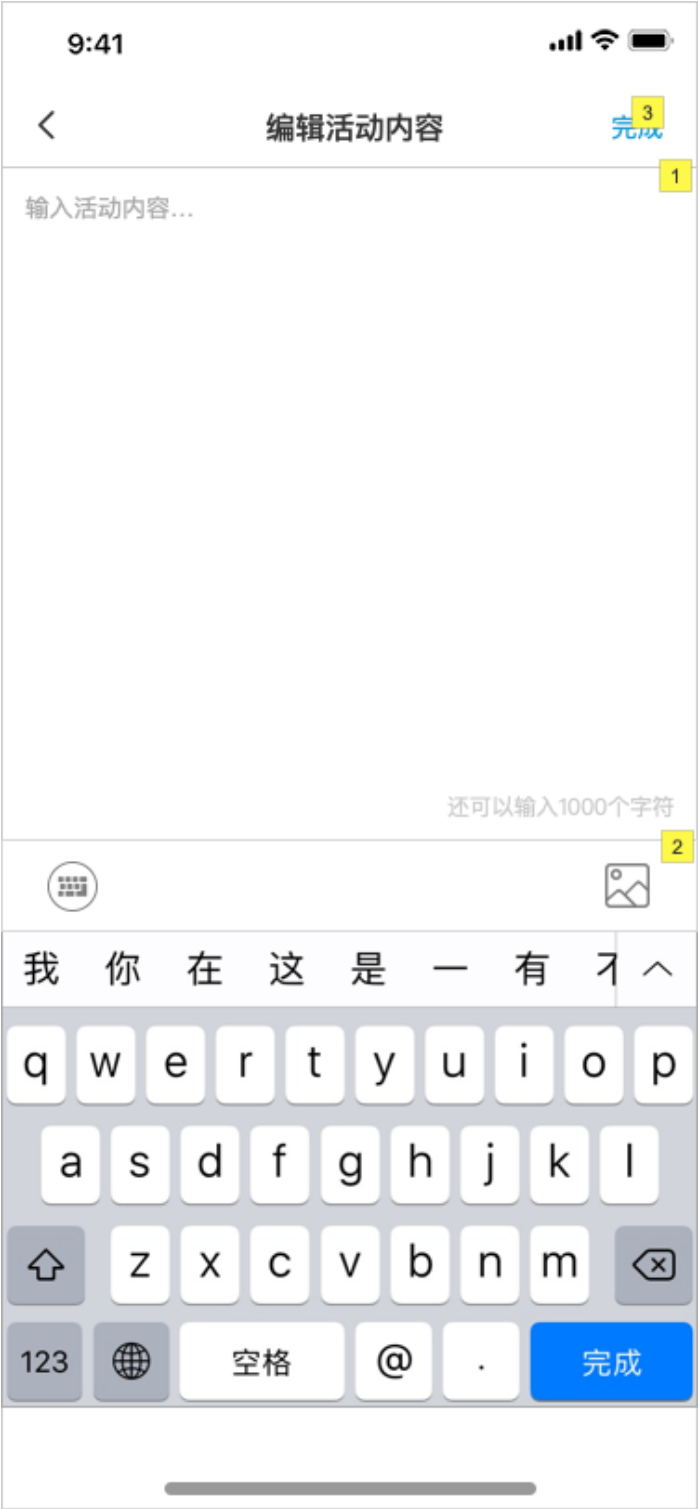 9:41
编辑活动内容
完成
3
1
输入活动内容...
还可以输入1000个字符
2
我 你 在 这 是 一 有
q w e r t y u i o p
a s d f g h j k l
z x c v b n m
123 空格 @ . 完成